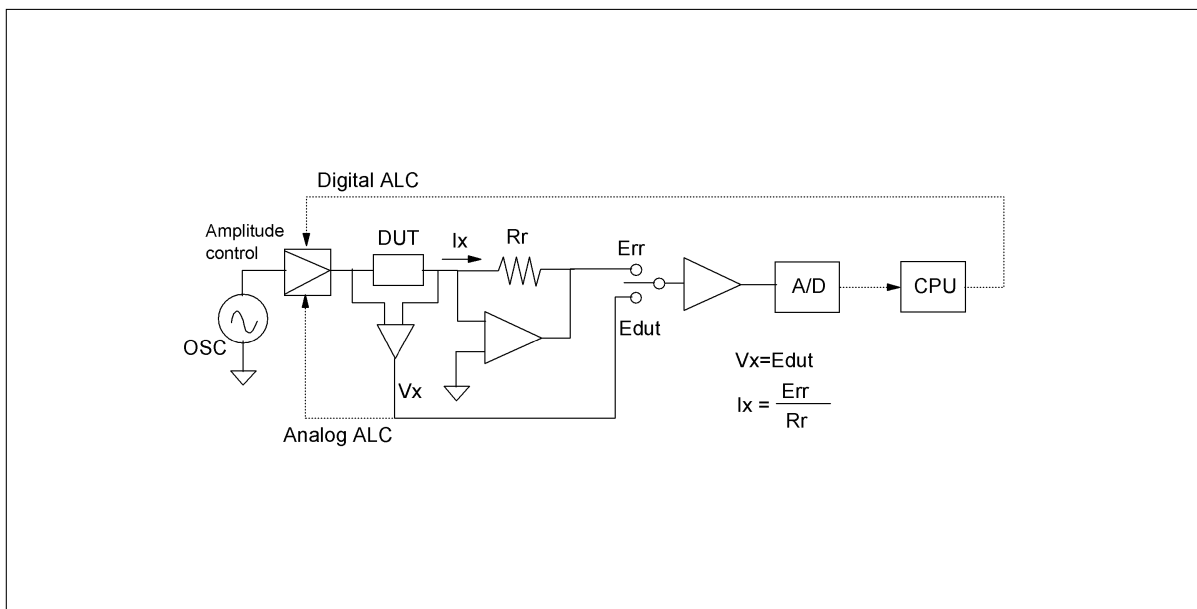 Digital ALC
Amplitude
control
DUT
Ix
Rr
Err
A/D
CPU
OSC
Edut
Vx
Vx=Edut
Ix = Err
Rr
Analog ALC